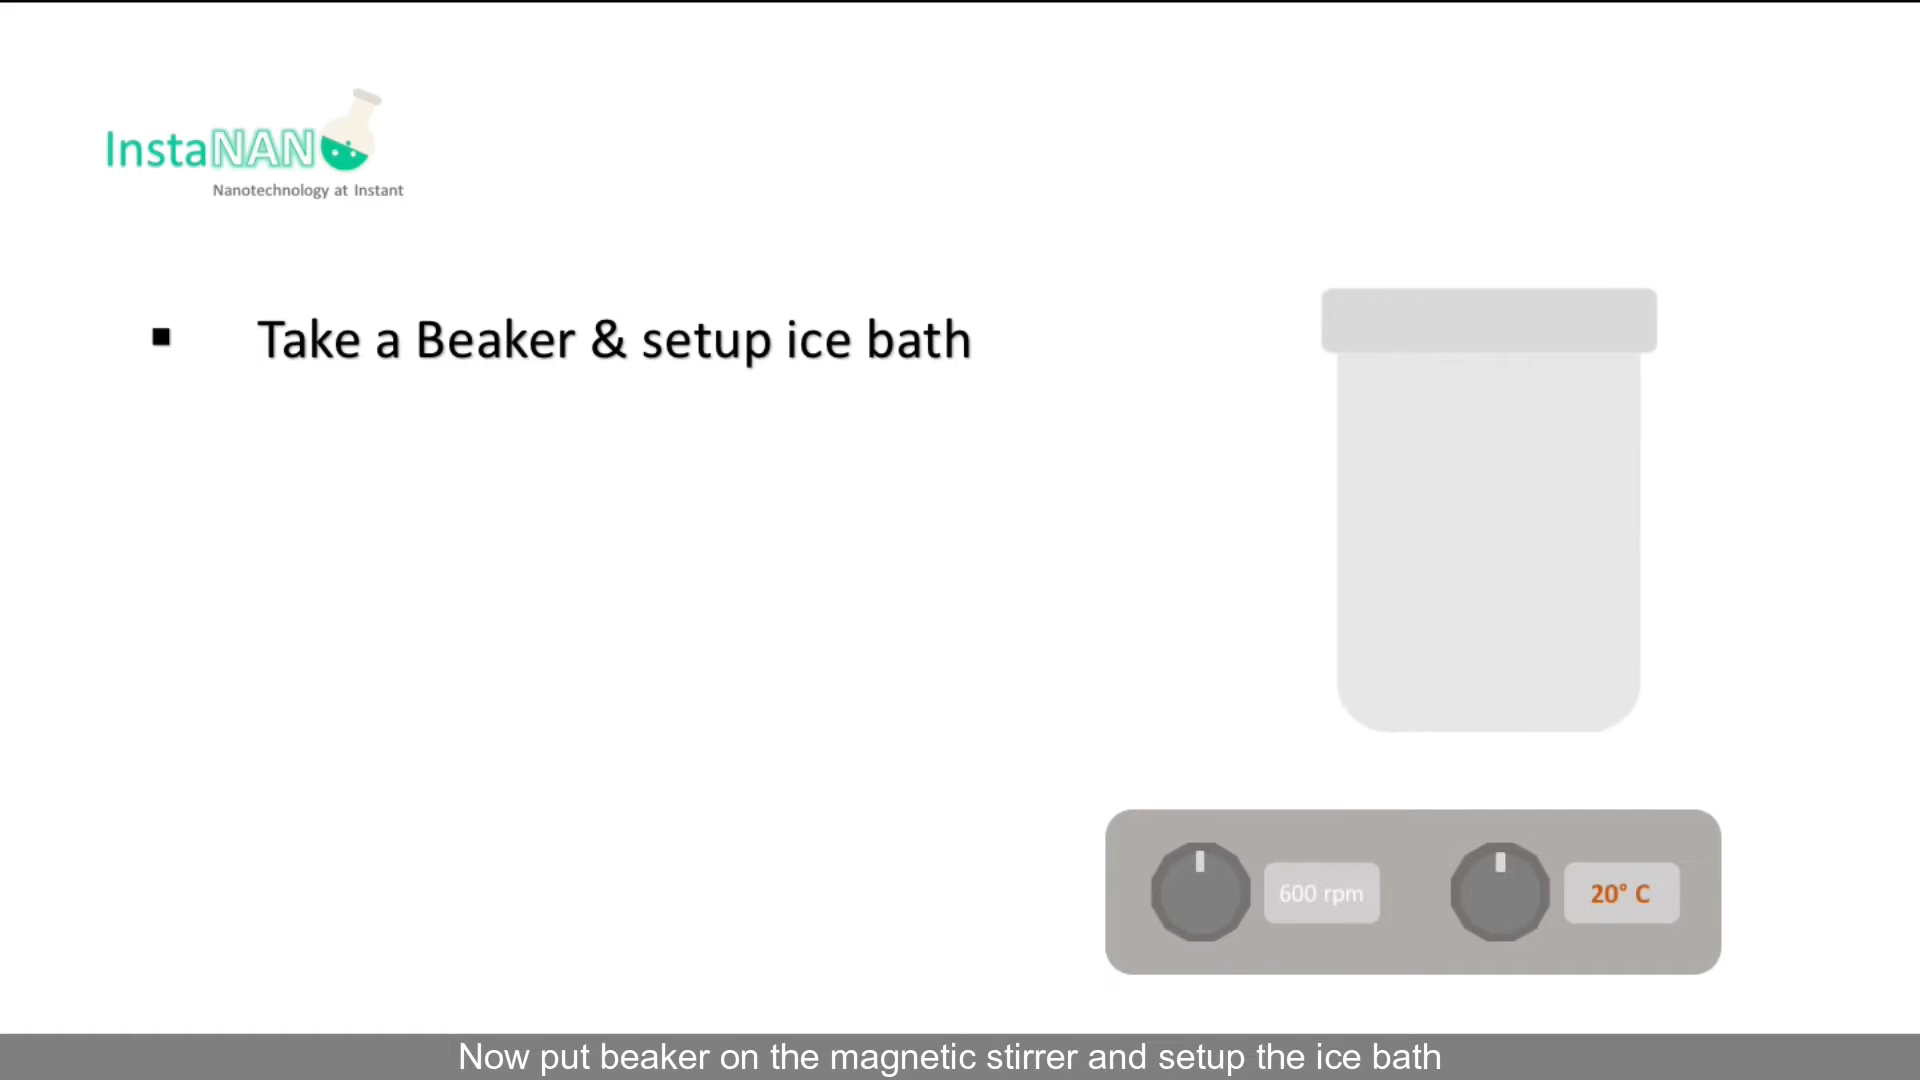 InstaNANO
Nanotechnology at Instant
▪ Take a Beaker & setup ice bath
600 rpm
20° C
Now put beaker on the magnetic stirrer and setup the ice bath